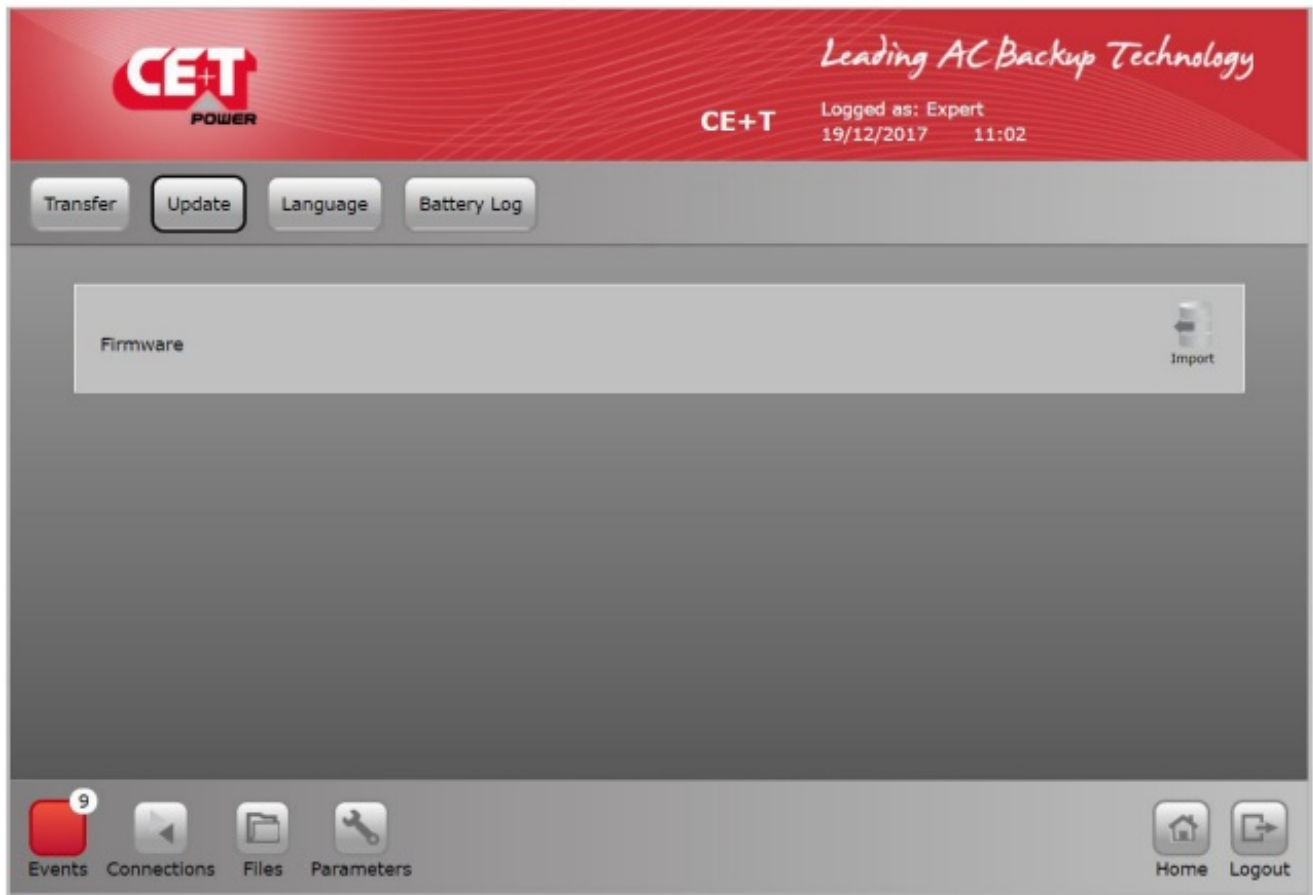 CE+T
POWER
Leading AC Backup Technology
CE+T
Logged as: Expert
19/12/2017 11:02
Transfer
Update
Language
Battery Log
Firmware
Import
9
Events
Connections
Files
Parameters
Home
Logout